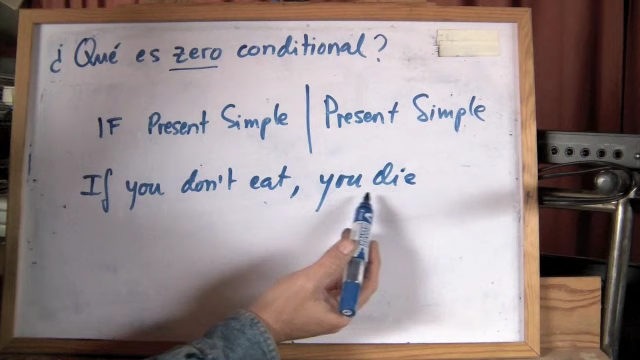 ¿Qué es zero conditional?
IF Present Simple | Present Simple
If you don't eat, you die